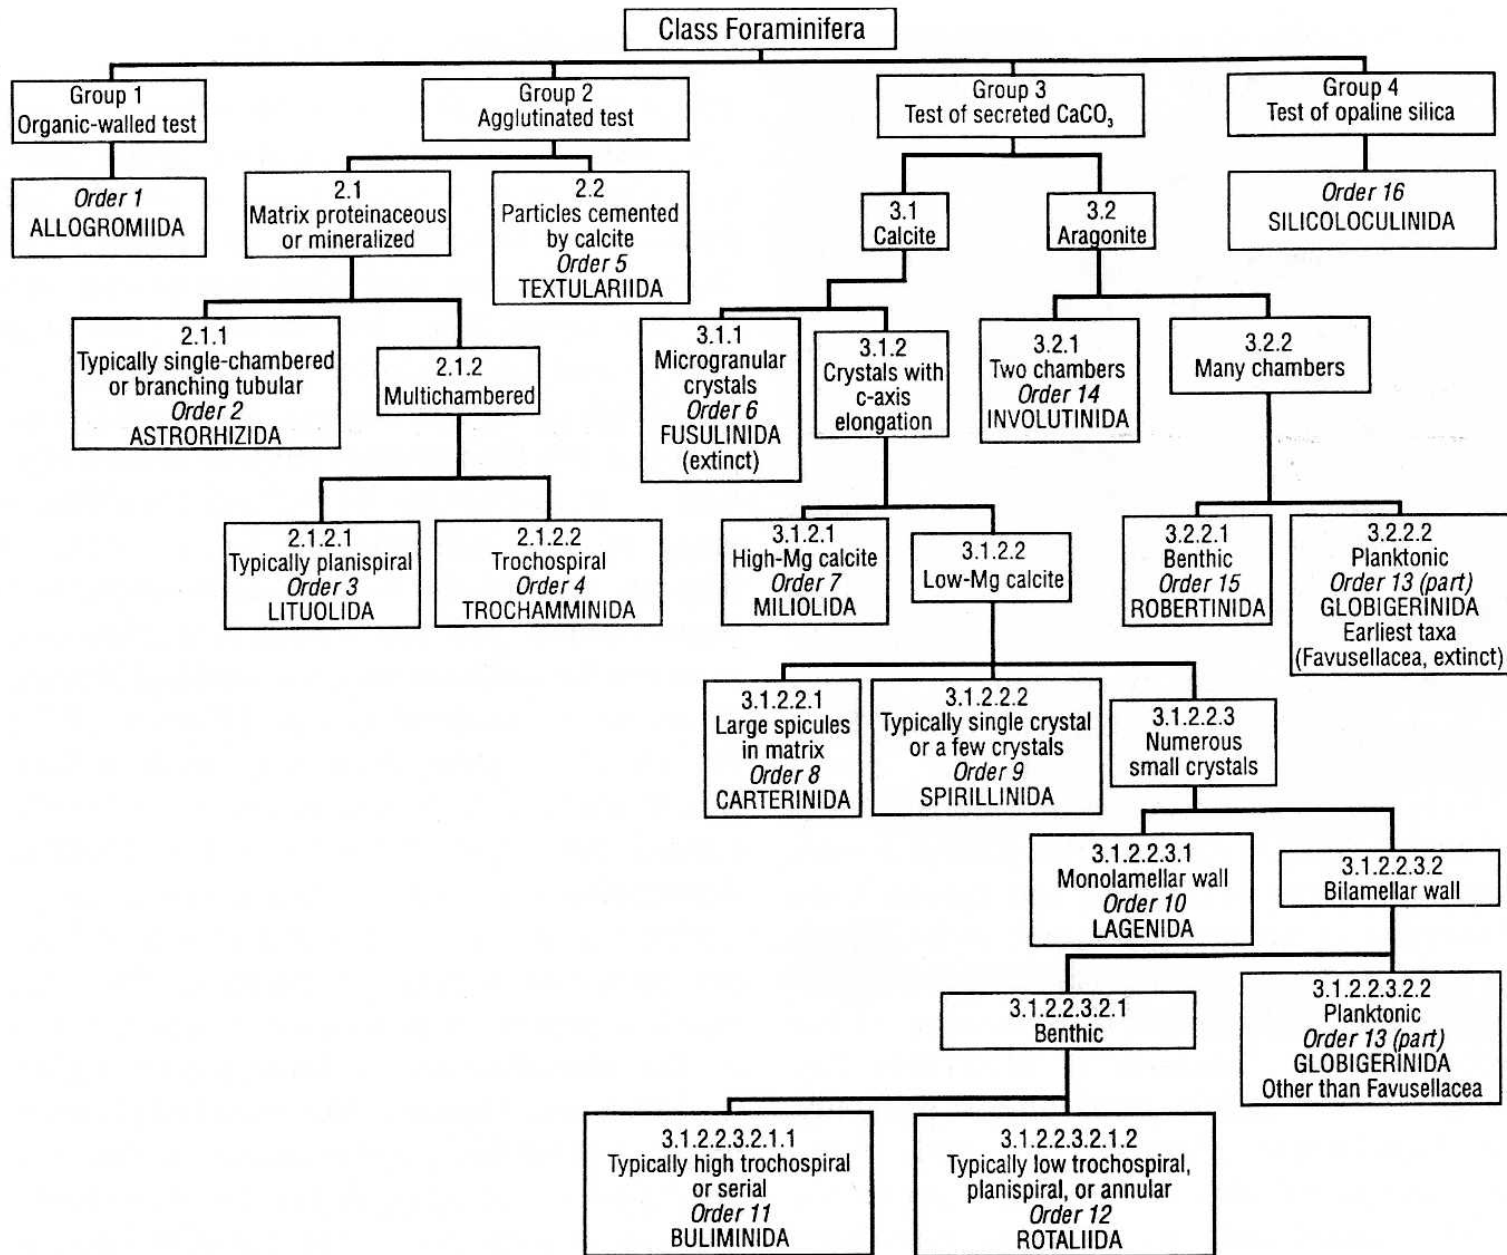 Class Foraminifera
Group 1
Organic-walled test
Group 2
Agglutinated test
Group 3
Test of secreted CaCO₃
Group 4
Test of opaline silica
Order 1
ALLOGROMIIDA
2.1
Matrix proteinaceous
or mineralized
2.2
Particles cemented
by calcite
Order 5
TEXTULARIIDA
3.1
Calcite
3.2
Aragonite
Order 16
SILICOLOCULINIDA
2.1.1
Typically single-chambered
or branching tubular
Order 2
ASTRORHIZIDA
2.1.2
Multichambered
3.1.1
Microgranular
crystals
Order 6
FUSULINIDA
(extinct)
3.1.2
Crystals with
c-axis
elongation
3.2.1
Two chambers
Order 14
INVOLUTINIDA
3.2.2
Many chambers
2.1.2.1
Typically planispiral
Order 3
LITUOLIDA
2.1.2.2
Trochospiral
Order 4
TROCHAMMINIDA
3.1.2.1
High-Mg calcite
Order 7
MILIOLIDA
3.1.2.2
Low-Mg calcite
3.2.2.1
Benthic
Order 15
ROBERTINIDA
3.2.2.2
Planktonic
Order 13 (part)
GLOBIGERINIDA
Earliest taxa
(Favusellacea, extinct)
3.1.2.2.1
Large spicules
in matrix
Order 8
CARTERINIDA
3.1.2.2.2
Typically single crystal
or a few crystals
Order 9
SPIRILLINIDA
3.1.2.2.3
Numerous
small crystals
3.1.2.2.3.1
Monolamellar wall
Order 10
LAGENIDA
3.1.2.2.3.2
Bilamellar wall
3.1.2.2.3.2.1
Benthic
3.1.2.2.3.2.2
Planktonic
Order 13 (part)
GLOBIGERINIDA
Other than Favusellacea
3.1.2.2.3.2.1.1
Typically high trochospiral
or serial
Order 11
BULIMINIDA
3.1.2.2.3.2.1.2
Typically low trochospiral,
planispiral, or annular
Order 12
ROTALIIDA